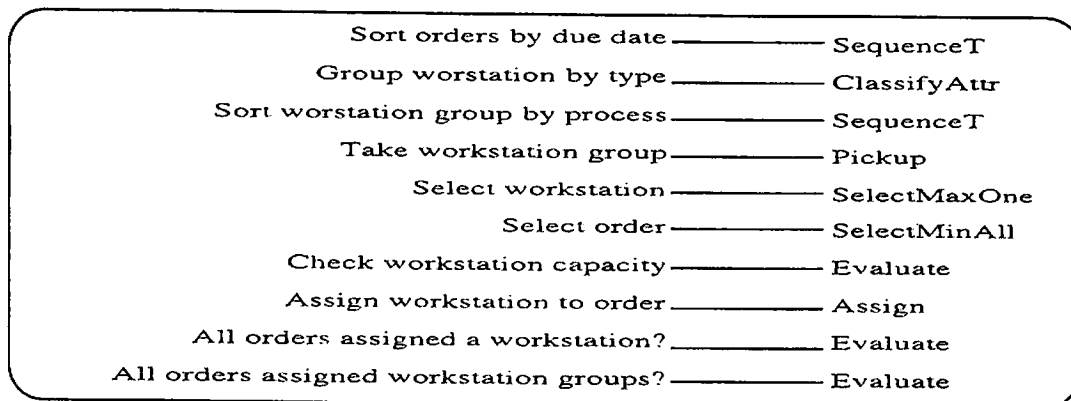 Sort orders by due date SequenceT
Group worstation by type ClassifyAttr
Sort worstation group by process SequenceT
Take workstation group Pickup
Select workstation SelectMaxOne
Select order SelectMinAll
Check workstation capacity Evaluate
Assign workstation to order Assign
All orders assigned a workstation? Evaluate
All orders assigned workstation groups? Evaluate